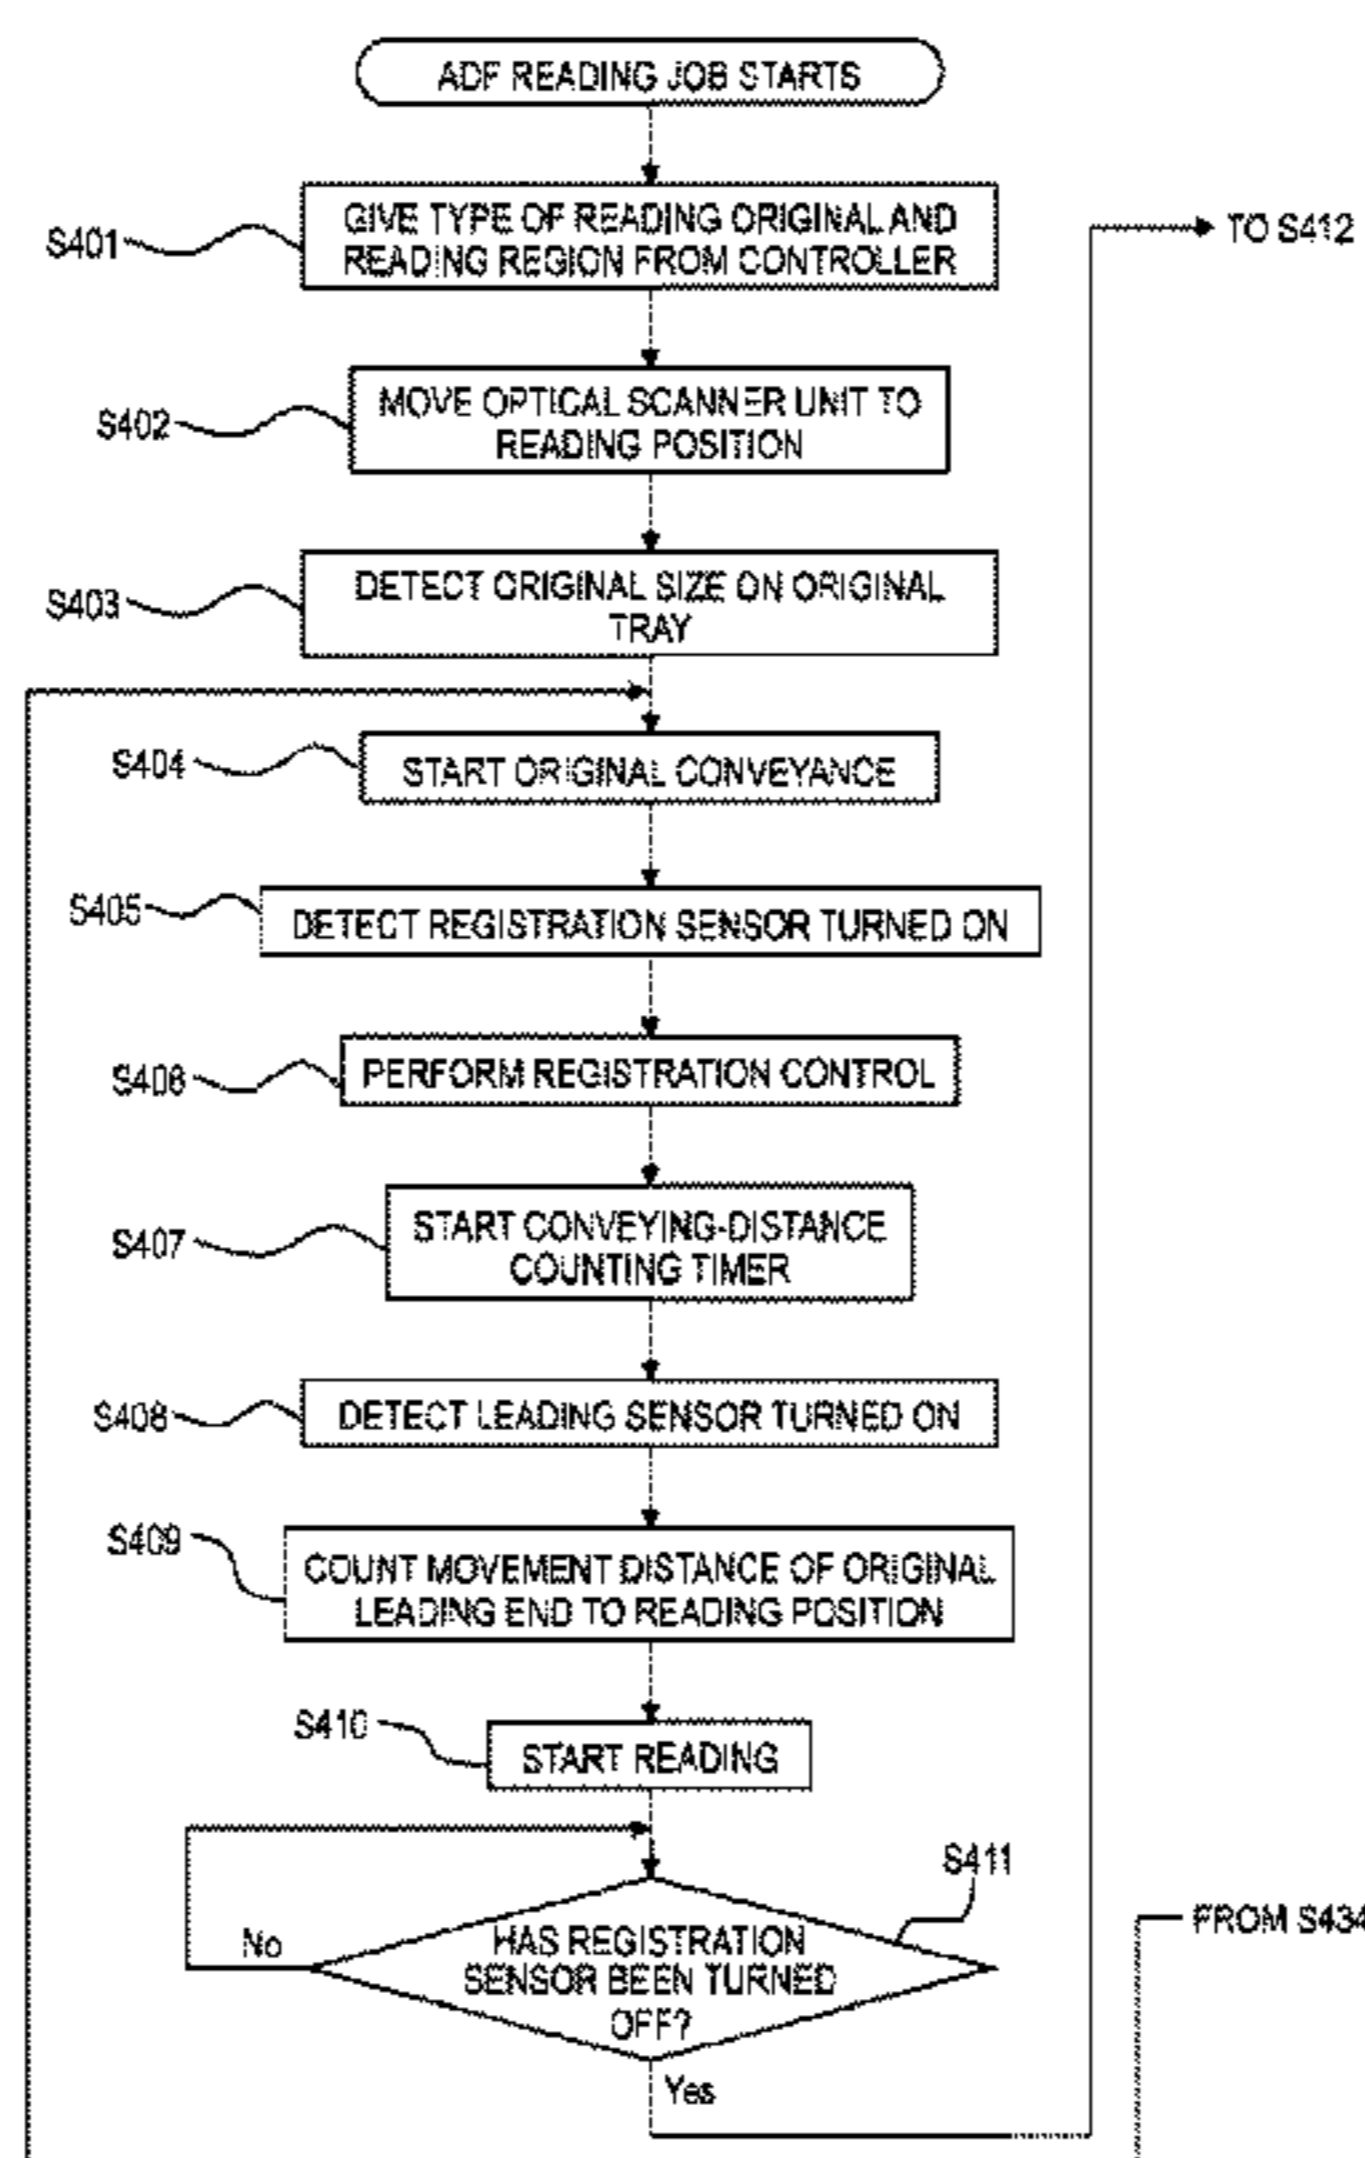 ADF READING JOB STARTS
S401
GIVE TYPE OF READING ORIGINAL AND
READING REGION FROM CONTROLLER
TO S412
S402
MOVE OPTICAL SCANNER UNIT TO
READING POSITION
S403
DETECT ORIGINAL SIZE ON ORIGINAL
TRAY
S404
START ORIGINAL CONVEYANCE
S405
DETECT REGISTRATION SENSOR TURNED ON
S406
PERFORM REGISTRATION CONTROL
S407
START CONVEYING-DISTANCE
COUNTING TIMER
S408
DETECT LEADING SENSOR TURNED ON
S409
COUNT MOVEMENT DISTANCE OF ORIGINAL
LEADING END TO READING POSITION
S410
START READING
S411
HAS REGISTRATION
SENSOR BEEN TURNED
OFF?
No
Yes
FROM S434